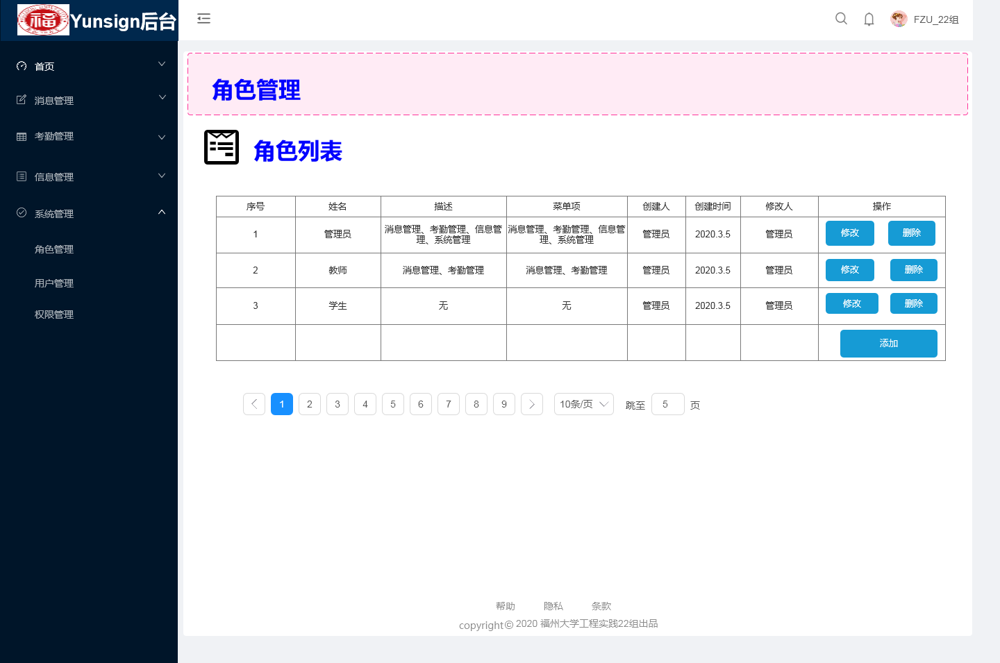 福 Yunsign后台
FZU_22组
首页
消息管理
考勤管理
信息管理
系统管理
角色管理
用户管理
权限管理
角色管理
角色列表
序号 姓名 描述 菜单项 创建人 创建时间 修改人 操作
1 管理员 消息管理、考勤管理、信息管理、系统管理 消息管理、考勤管理、信息管理、系统管理 管理员 2020.3.5 管理员 修改 删除
2 教师 消息管理、考勤管理 消息管理、考勤管理 管理员 2020.3.5 管理员 修改 删除
3 学生 无 无 管理员 2020.3.5 管理员 修改 删除
添加
1 2 3 4 5 6 7 8 9 10条/页 跳至 5 页
帮助 隐私 条款
copyright© 2020 福州大学工程实践22组出品